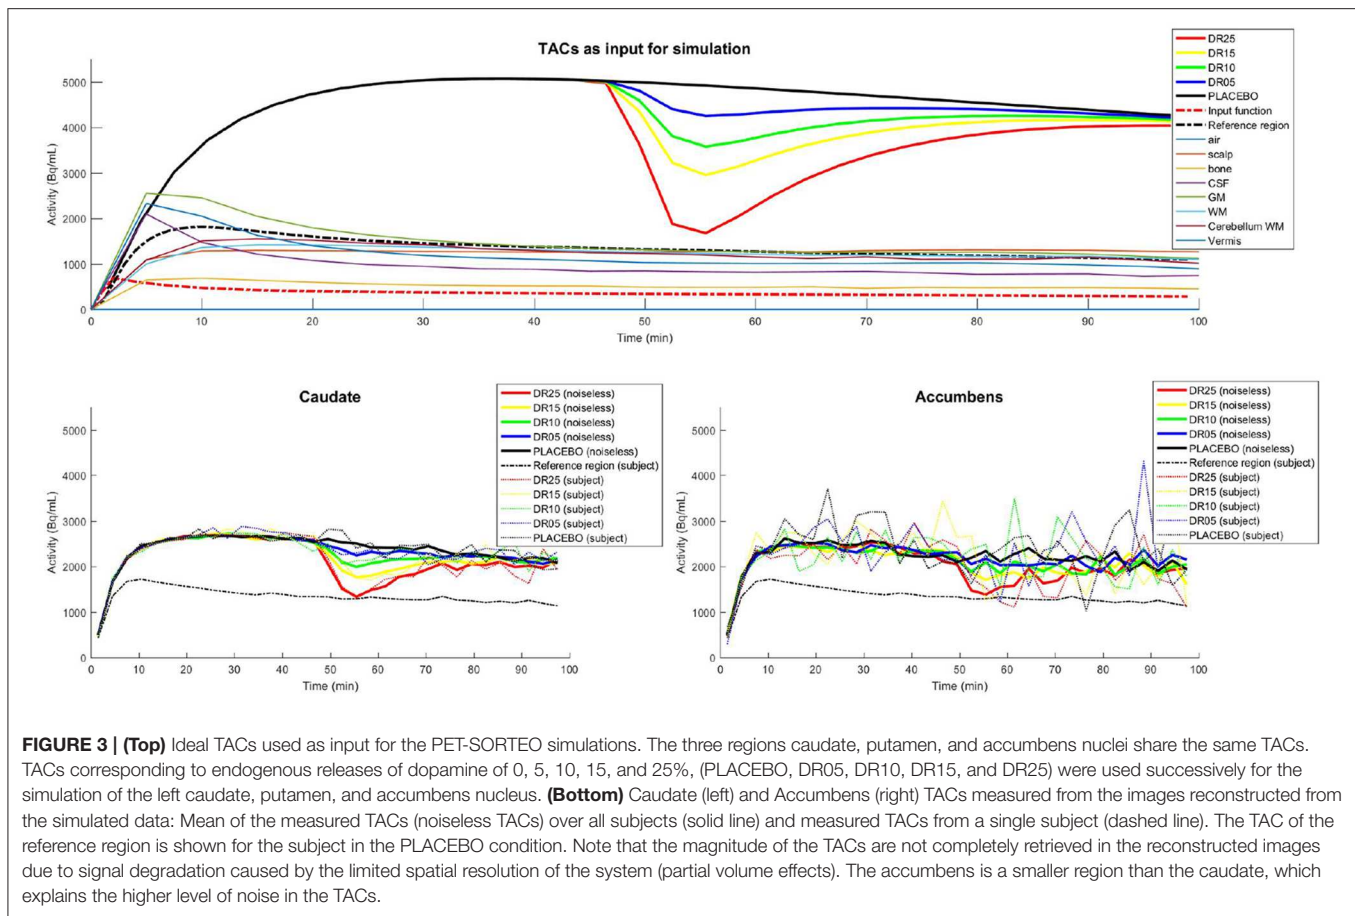 TACs as input for simulation
DR25
DR15
DR10
DR05
PLACEBO
Input function
Reference region
air
scalp
bone
CSF
GM
WM
Cerebellum WM
Vermis
Activity (Bq/mL)
5000
4000
3000
2000
1000
0
0 10 20 30 40 50 60 70 80 90 100
Time (min)
Caudate
DR25 (noiseless)
DR15 (noiseless)
DR10 (noiseless)
DR05 (noiseless)
PLACEBO (noiseless)
Reference region (subject)
DR25 (subject)
DR15 (subject)
DR10 (subject)
DR05 (subject)
PLACEBO (subject)
Activity (Bq/mL)
5000
4000
3000
2000
1000
0
0 10 20 30 40 50 60 70 80 90 100
Time (min)
Accumbens
DR25 (noiseless)
DR15 (noiseless)
DR10 (noiseless)
DR05 (noiseless)
PLACEBO (noiseless)
Reference region (subject)
DR25 (subject)
DR15 (subject)
DR10 (subject)
DR05 (subject)
PLACEBO (subject)
Activity (Bq/mL)
5000
4000
3000
2000
1000
0
0 10 20 30 40 50 60 70 80 90 100
Time (min)
FIGURE 3 | (Top) Ideal TACs used as input for the PET-SORTEO simulations. The three regions caudate, putamen, and accumbens nuclei share the same TACs.
TACs corresponding to endogenous releases of dopamine of 0, 5, 10, 15, and 25%, (PLACEBO, DR05, DR10, DR15, and DR25) were used successively for the
simulation of the left caudate, putamen, and accumbens nucleus. (Bottom) Caudate (left) and Accumbens (right) TACs measured from the images reconstructed from
the simulated data: Mean of the measured TACs (noiseless TACs) over all subjects (solid line) and measured TACs from a single subject (dashed line). The TAC of the
reference region is shown for the subject in the PLACEBO condition. Note that the magnitude of the TACs are not completely retrieved in the reconstructed images
due to signal degradation caused by the limited spatial resolution of the system (partial volume effects). The accumbens is a smaller region than the caudate, which
explains the higher level of noise in the TACs.